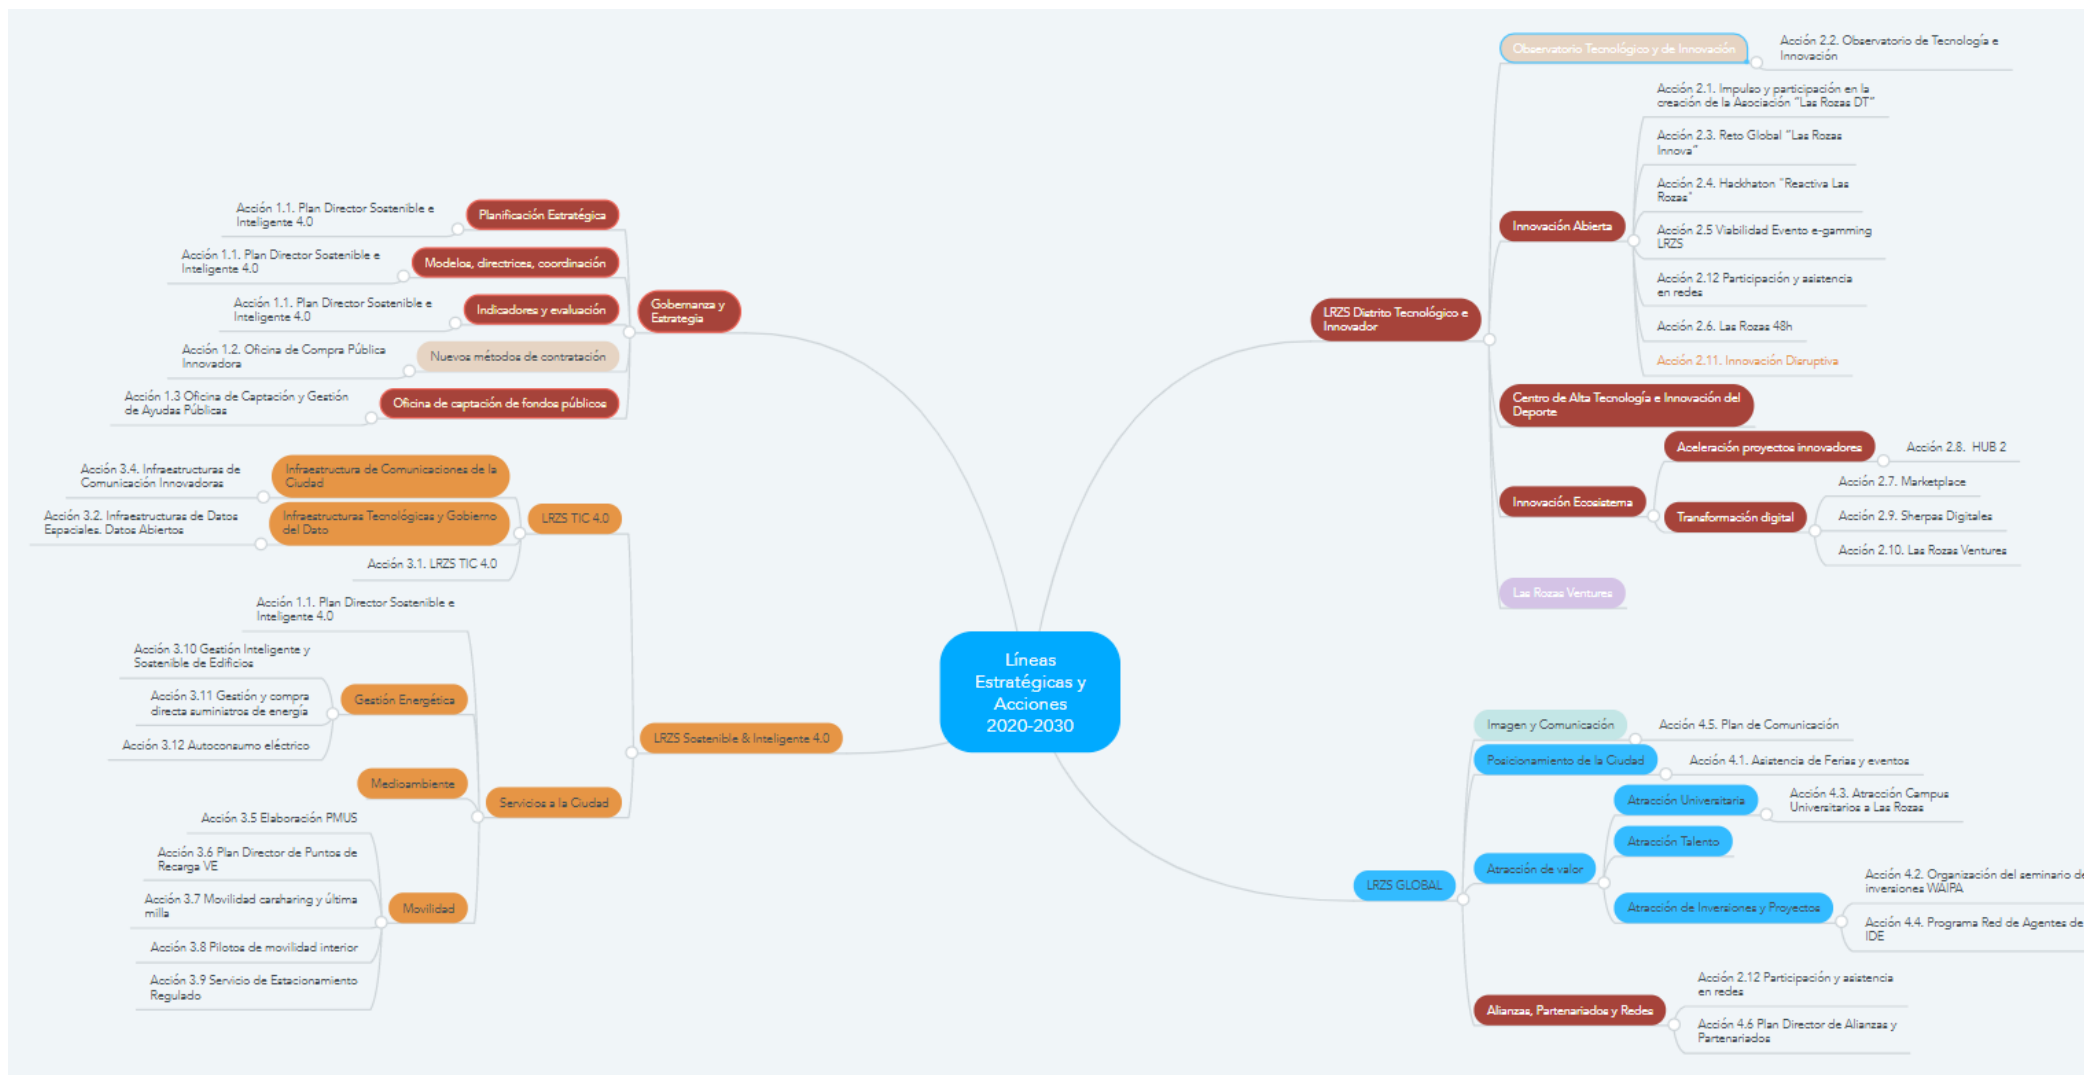 Líneas
Estratégicas y
Acciones
2020-2030
Gobernanza y
Estrategia
Planificación Estratégica
Acción 1.1. Plan Director Sostenible e
Inteligente 4.0
Modelos, directrices, coordinación
Acción 1.1. Plan Director Sostenible e
Inteligente 4.0
Indicadores y evaluación
Acción 1.1. Plan Director Sostenible e
Inteligente 4.0
Nuevos métodos de contratación
Acción 1.2. Oficina de Compra Pública
Innovadora
Oficina de captación de fondos públicos
Acción 1.3 Oficina de Captación y Gestión
de Ayudas Públicas
LRZS Sostenible & Inteligente 4.0
LRZS TIC 4.0
Infraestructura de Comunicaciones de la
Ciudad
Acción 3.4. Infraestructuras de
Comunicación Innovadoras
Infraestructuras Tecnológicas y Gobierno
del Dato
Acción 3.2. Infraestructuras de Datos
Espaciales. Datos Abiertos
Acción 3.1. LRZS TIC 4.0
Servicios a la Ciudad
Acción 1.1. Plan Director Sostenible e
Inteligente 4.0
Gestión Energética
Acción 3.10 Gestión Inteligente y
Sostenible de Edificios
Acción 3.11 Gestión y compra
directa suministros de energía
Acción 3.12 Autoconsumo eléctrico
Medioambiente
Movilidad
Acción 3.5 Elaboración PMUS
Acción 3.6 Plan Director de Puntos de
Recarga VE
Acción 3.7 Movilidad carsharing y última
milla
Acción 3.8 Pilotos de movilidad interior
Acción 3.9 Servicio de Estacionamiento
Regulado
LRZS Distrito Tecnológico e
Innovador
Observatorio Tecnológico y de Innovación
Acción 2.2. Observatorio de Tecnología e
Innovación
Innovación Abierta
Acción 2.1. Impulso y participación en la
creación de la Asociación “Las Rozas DT”
Acción 2.3. Reto Global “Las Rozas
Innova”
Acción 2.4. Hackhaton "Reactiva Las
Rozas"
Acción 2.5 Viabilidad Evento e-gamming
LRZS
Acción 2.12 Participación y asistencia
en redes
Acción 2.6. Las Rozas 48h
Acción 2.11. Innovación Disruptiva
Centro de Alta Tecnología e Innovación del
Deporte
Innovación Ecosistema
Aceleración proyectos innovadores
Acción 2.8. HUB 2
Transformación digital
Acción 2.7. Marketplace
Acción 2.9. Sherpas Digitales
Acción 2.10. Las Rozas Ventures
Las Rozas Ventures
LRZS GLOBAL
Imagen y Comunicación
Acción 4.5. Plan de Comunicación
Posicionamiento de la Ciudad
Acción 4.1. Asistencia de Ferias y eventos
Atracción de valor
Atracción Universitaria
Acción 4.3. Atracción Campus
Universitarios a Las Rozas
Atracción Talento
Atracción de Inversiones y Proyectos
Acción 4.2. Organización del seminario de
inversiones WAIPA
Acción 4.4. Programa Red de Agentes de
IDE
Alianzas, Partenariados y Redes
Acción 2.12 Participación y asistencia
en redes
Acción 4.6 Plan Director de Alianzas y
Partenariados